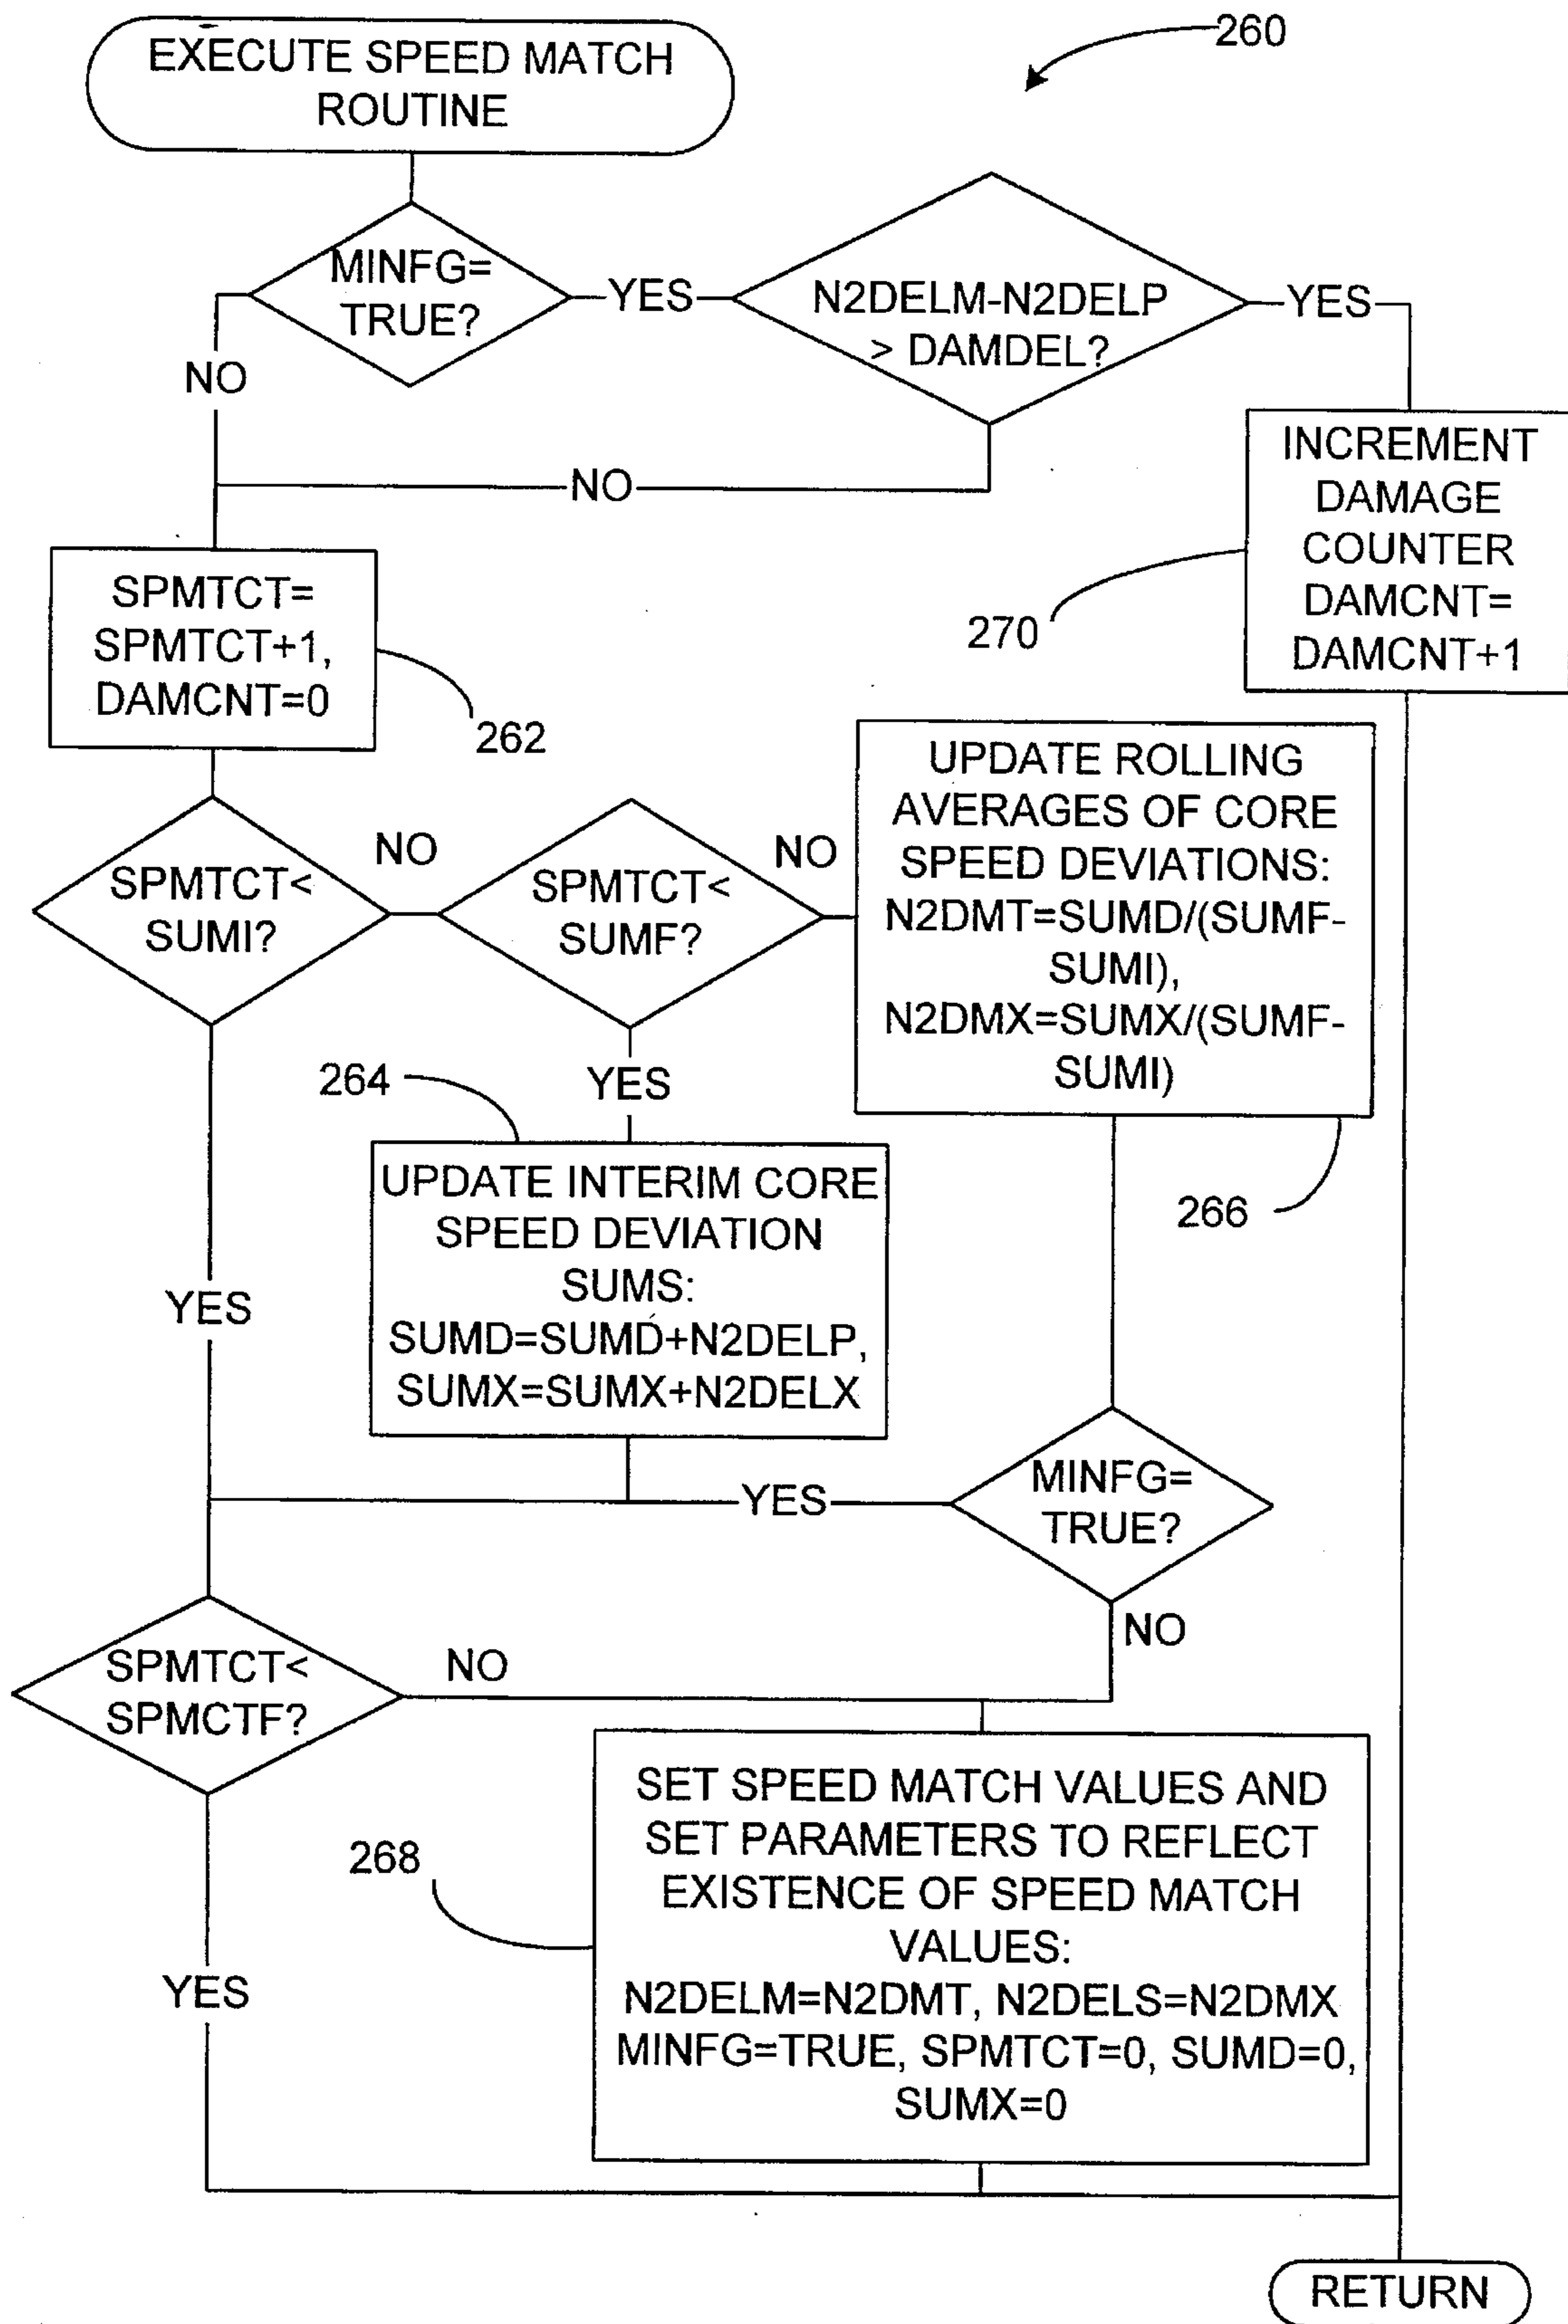 EXECUTE SPEED MATCH
ROUTINE
260
MINFG=
TRUE?
YES
N2DELM-N2DELP
> DAMDEL?
YES
NO
NO
INCREMENT
DAMAGE
COUNTER
DAMCNT=
DAMCNT+1
270
SPMTCT=
SPMTCT+1,
DAMCNT=0
262
SPMTCT<
SUMI?
NO
SPMTCT<
SUMF?
NO
UPDATE ROLLING
AVERAGES OF CORE
SPEED DEVIATIONS:
N2DMT=SUMD/(SUMF-
SUMI),
N2DMX=SUMX/(SUMF-
SUMI)
266
YES
264
UPDATE INTERIM CORE
SPEED DEVIATION
SUMS:
SUMD=SUMD+N2DELP,
SUMX=SUMX+N2DELX
YES
YES
MINFG=
TRUE?
NO
SPMTCT<
SPMCTF?
NO
268
SET SPEED MATCH VALUES AND
SET PARAMETERS TO REFLECT
EXISTENCE OF SPEED MATCH
VALUES:
N2DELM=N2DMT, N2DELS=N2DMX
MINFG=TRUE, SPMTCT=0, SUMD=0,
SUMX=0
YES
RETURN